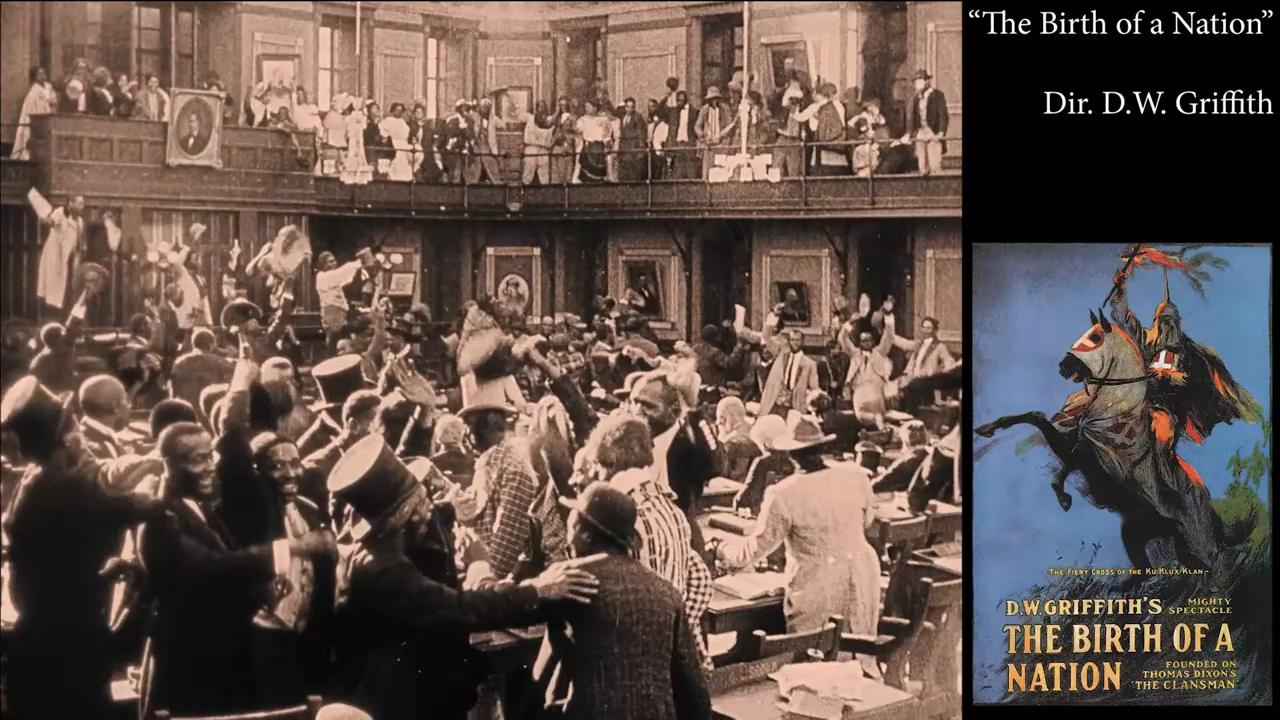 “The Birth of a Nation”
Dir. D.W. Griffith
-THE FIERY CROSS OF THE KU KLUX KLAN-
D.W. GRIFFITH'S
MIGHTY
SPECTACLE
THE BIRTH OF A
NATION
FOUNDED ON
THOMAS DIXON'S
'THE CLANSMAN'